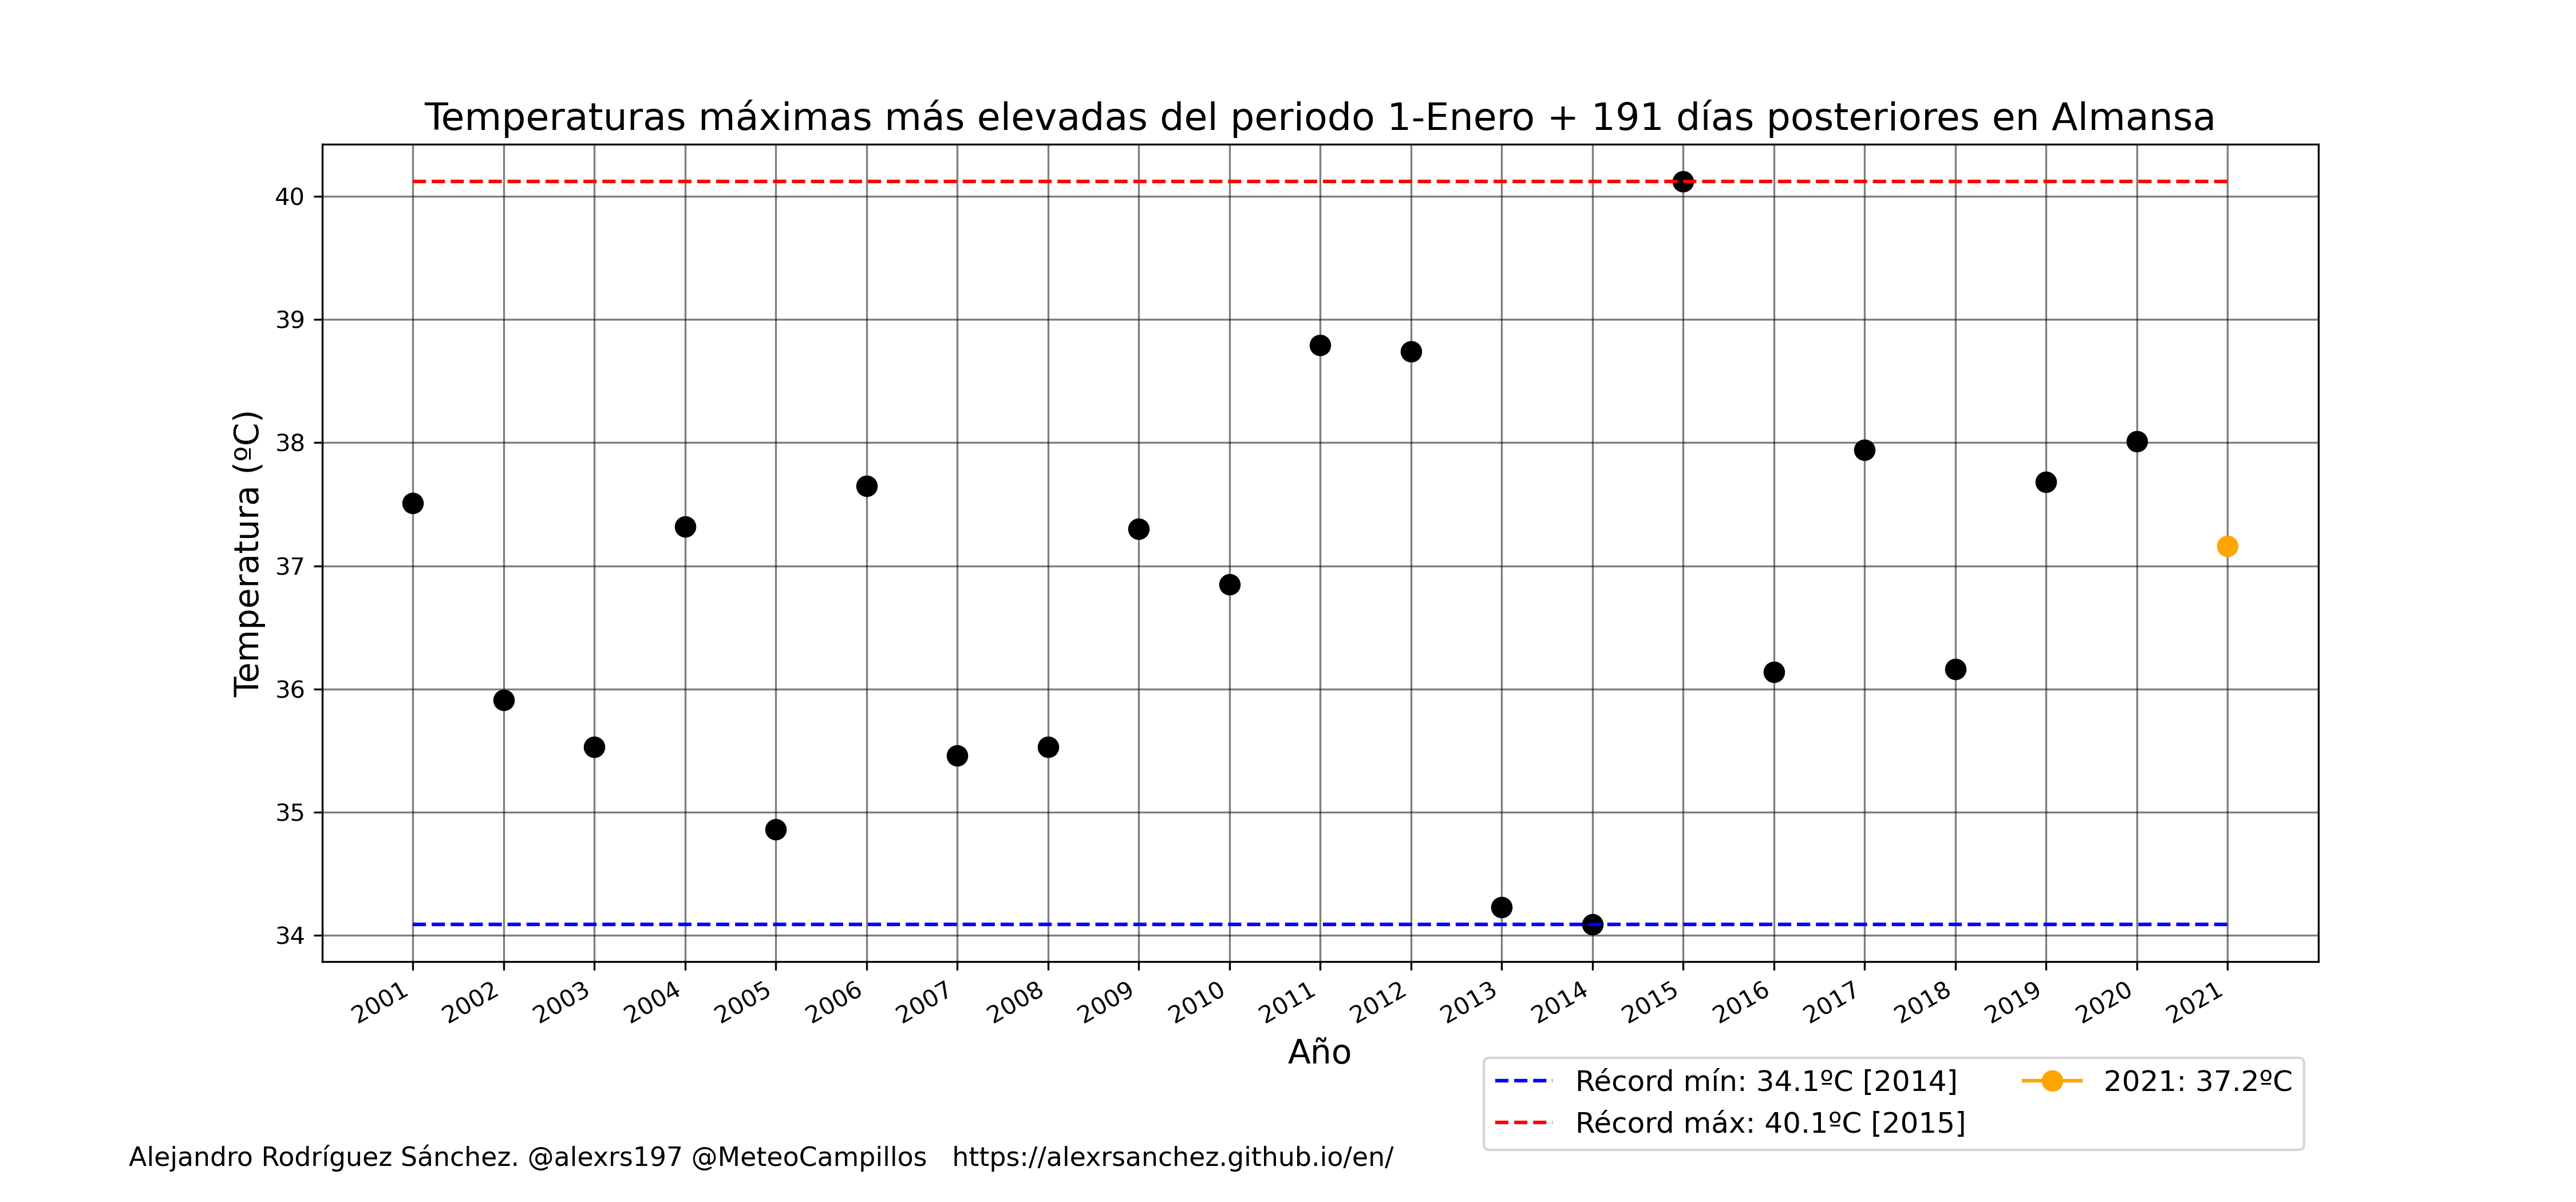 Temperaturas máximas más elevadas del periodo 1-Enero + 191 días posteriores en Almansa
Temperatura (ºC)
40
39
38
37
36
35
34
2001 2002 2003 2004 2005 2006 2007 2008 2009 2010 2011 2012 2013 2014 2015 2016 2017 2018 2019 2020 2021
Año
Récord mín: 34.1ºC [2014]
Récord máx: 40.1ºC [2015]
2021: 37.2ºC
Alejandro Rodríguez Sánchez. @alexrs197 @MeteoCampillos https://alexrsanchez.github.io/en/